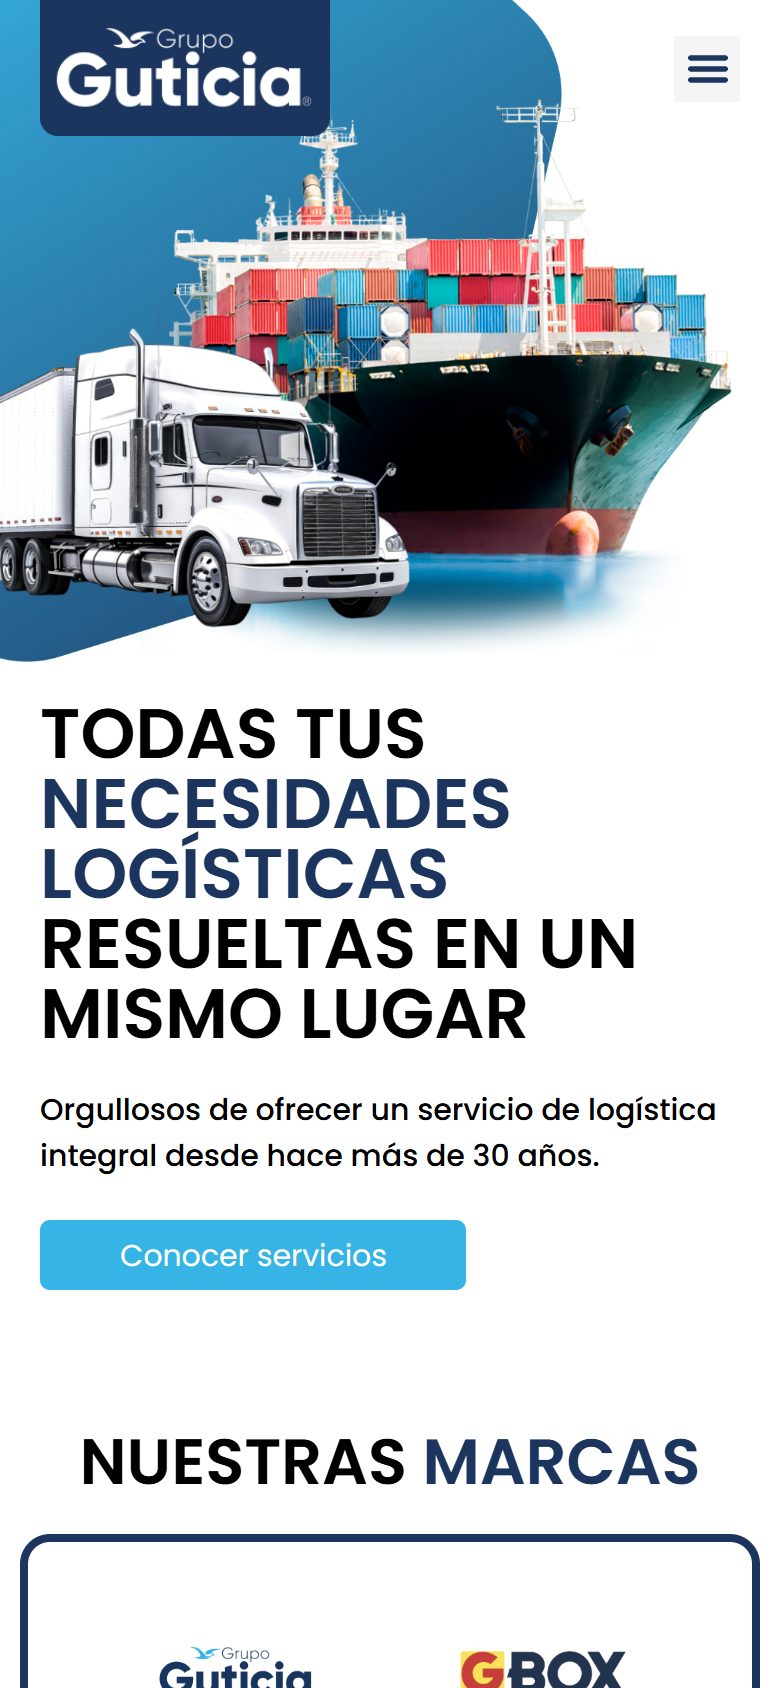 Grupo
Guticia®
TODAS TUS
NECESIDADES
LOGÍSTICAS
RESUELTAS EN UN
MISMO LUGAR
Orgullosos de ofrecer un servicio de logística
integral desde hace más de 30 años.
Conocer servicios
NUESTRAS MARCAS
Grupo
Guticia
GBOX